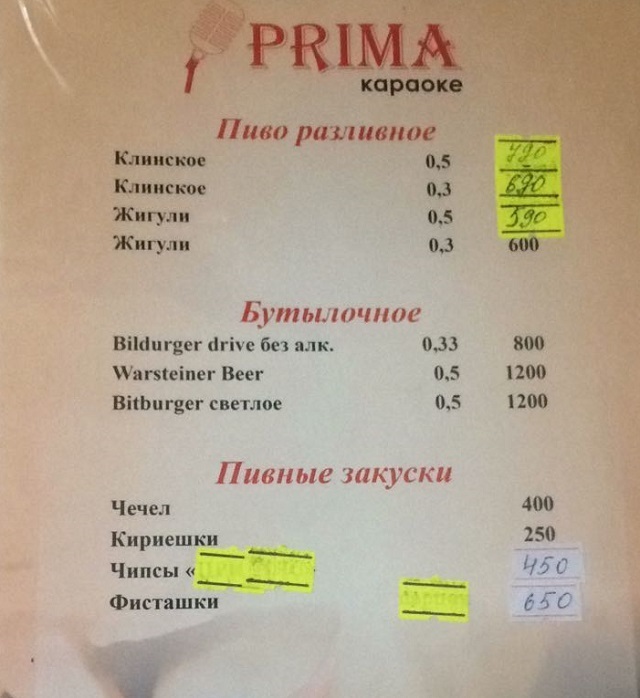 PRIMA
караоке
Пиво разливное
Клинское 0,5 790
Клинское 0,3 690
Жигули 0,5 590
Жигули 0,3 600
Бутылочное
Bildurger drive без алк. 0,33 800
Warsteiner Beer 0,5 1200
Bitburger светлое 0,5 1200
Пивные закуски
Чечел 400
Кириешки 250
Чипсы « 450
Фисташки 650